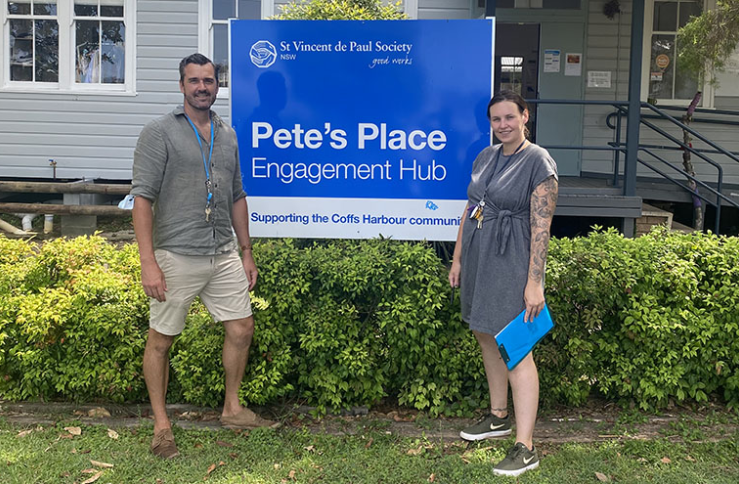 St Vincent de Paul Society
NSW
good works
Pete's Place
Engagement Hub
Supporting the Coffs Harbour communi